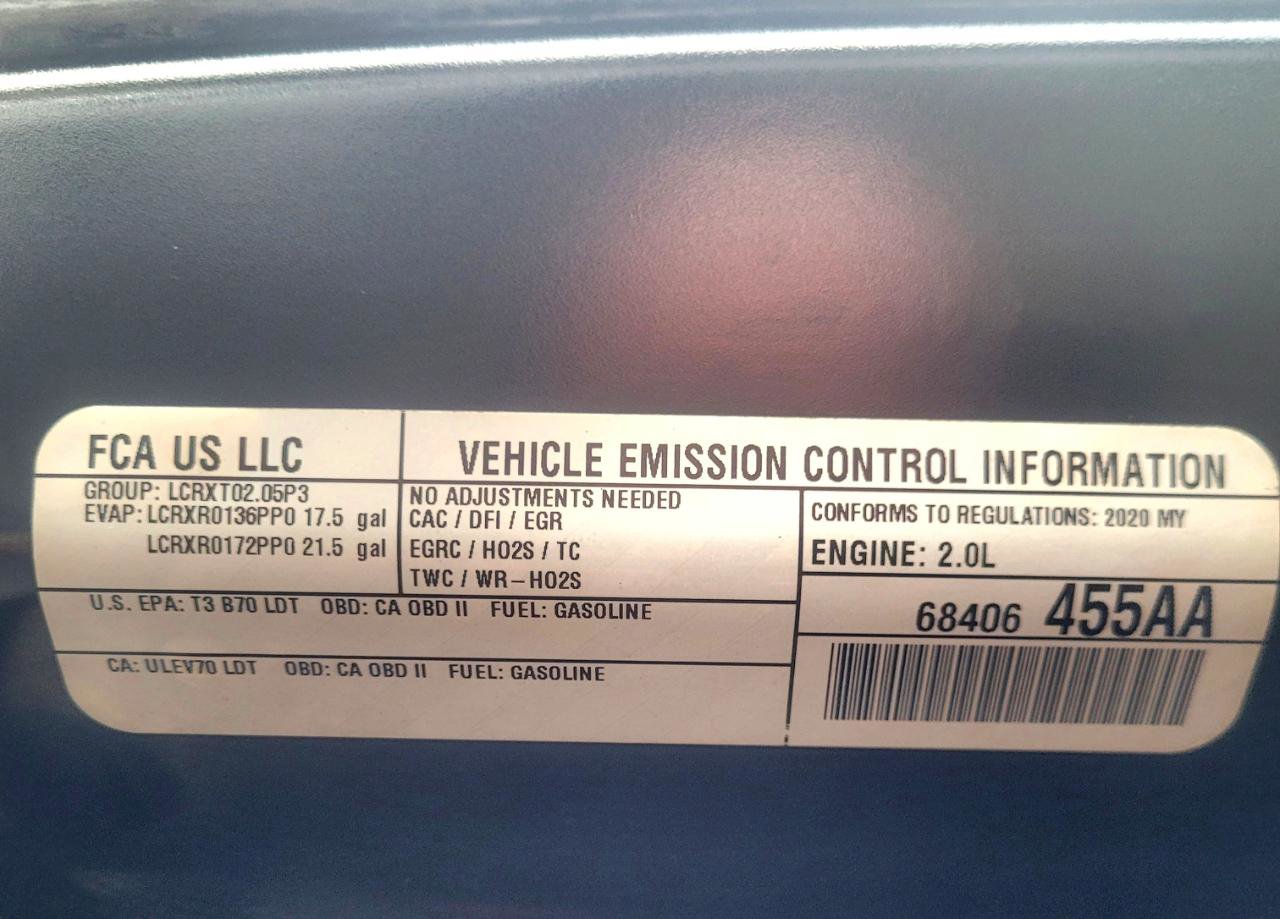 FCA US LLC
VEHICLE EMISSION CONTROL INFORMATION
GROUP: LCRXT02.05P3
EVAP: LCRXR0136PP0 17.5 gal
LCRXR0172PP0 21.5 gal
NO ADJUSTMENTS NEEDED
CAC / DFI / EGR
EGRC / HO2S / TC
TWC / WR-HO2S
CONFORMS TO REGULATIONS: 2020 MY
ENGINE: 2.0L
U.S. EPA: T3 B70 LDT OBD: CA OBD II FUEL: GASOLINE
CA: ULEV70 LDT OBD: CA OBD II FUEL: GASOLINE
68406 455AA